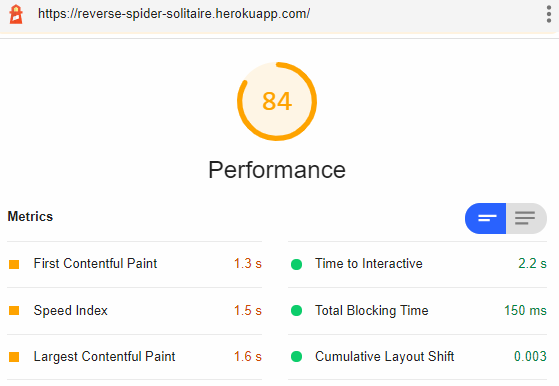 https://reverse-spider-solitaire.herokuapp.com/
84
Performance
Metrics
First Contentful Paint 1.3 s
Time to Interactive 2.2 s
Speed Index 1.5 s
Total Blocking Time 150 ms
Largest Contentful Paint 1.6 s
Cumulative Layout Shift 0.003